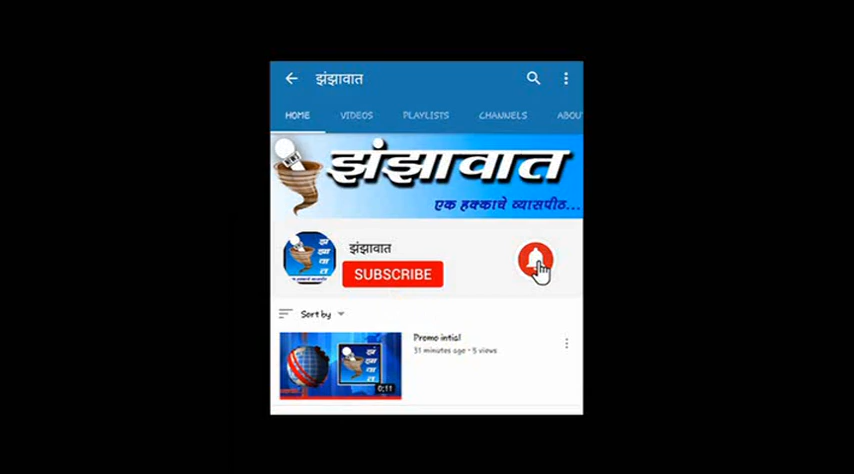 झंझावात
HOME VIDEOS PLAYLISTS CHANNELS ABOU
झंझावात
एक हक्काचे व्यासपीठ...
झंझावात
SUBSCRIBE
Sort by
Promo intial
31 minutes ago • 5 views
झं
झा
वा
त
0:11